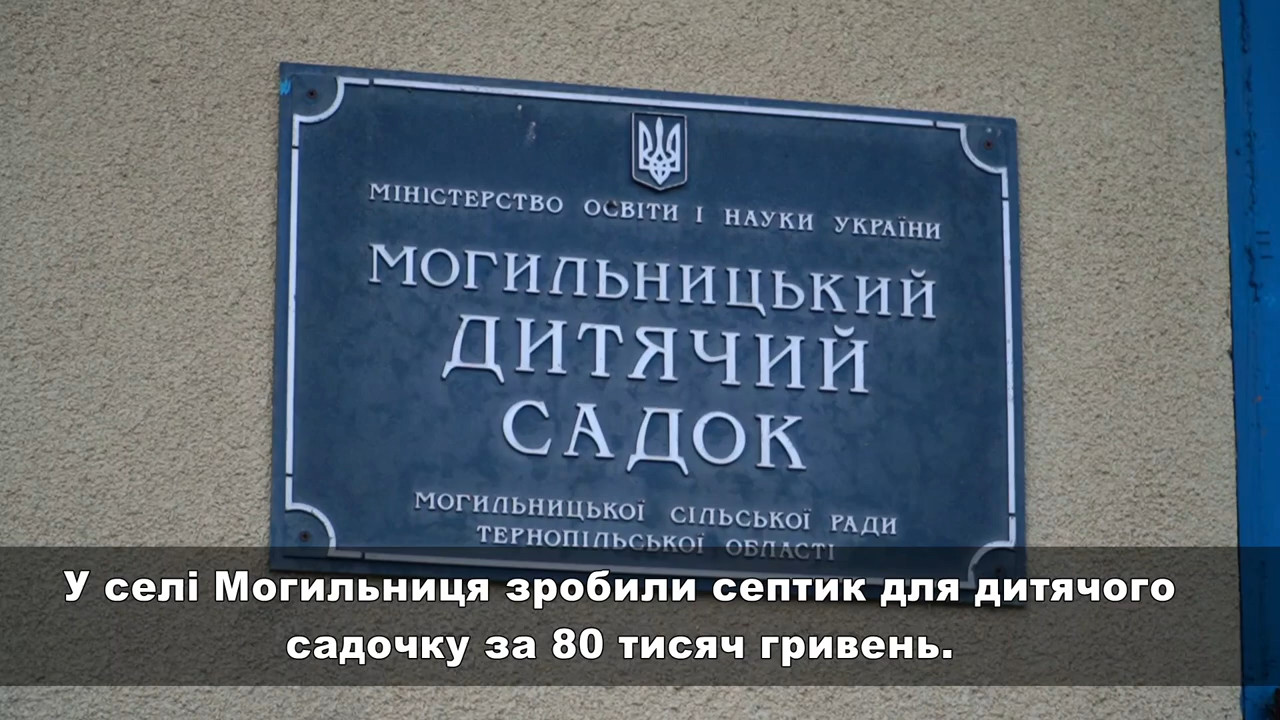 МІНІСТЕРСТВО ОСВІТИ І НАУКИ УКРАЇНИ
МОГИЛЬНИЦЬКИЙ
ДИТЯЧИЙ
САДОК
МОГИЛЬНИЦЬКОЇ СІЛЬСЬКОЇ РАДИ
ТЕРНОПІЛЬСЬКОЇ ОБЛАСТІ
У селі Могильниця зробили септик для дитячого
садочку за 80 тисяч гривень.